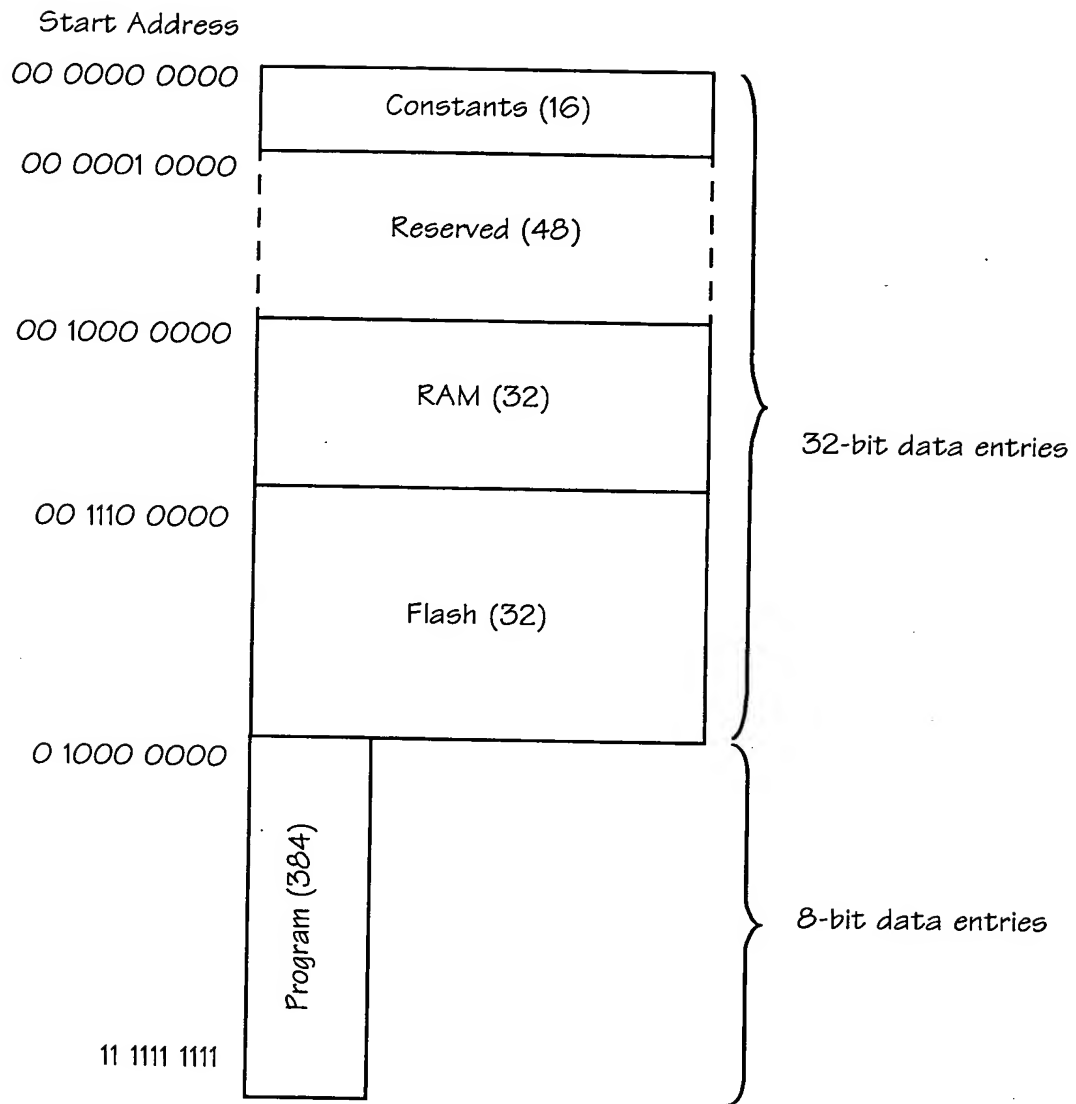 Start Address
00 0000 0000
Constants (16)
00 0001 0000
Reserved (48)
00 1000 0000
RAM (32)
32-bit data entries
00 1110 0000
Flash (32)
0 1000 0000
Program (384)
8-bit data entries
11 1111 1111